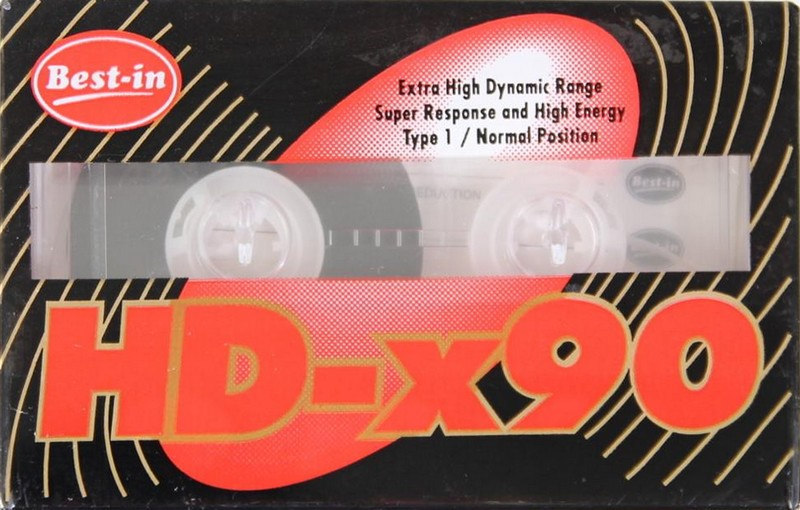 Best-in
Extra High Dynamic Range
Super Response and High Energy
Type 1 / Normal Position
Best-in
HD-x90